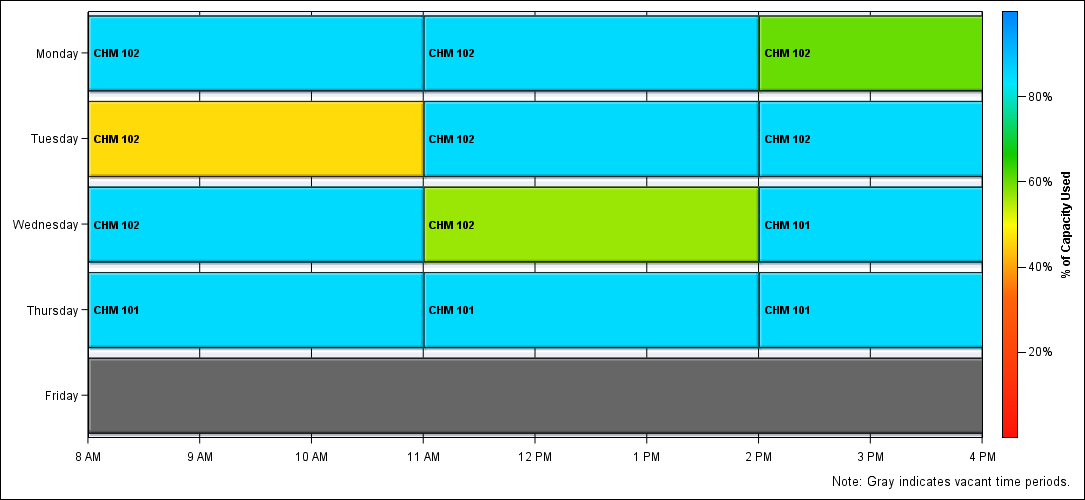 Monday
CHM 102
CHM 102
CHM 102
Tuesday
CHM 102
CHM 102
CHM 102
Wednesday
CHM 102
CHM 102
CHM 101
Thursday
CHM 101
CHM 101
CHM 101
Friday
8 AM
9 AM
10 AM
11 AM
12 PM
1 PM
2 PM
3 PM
4 PM
80%
60%
40%
20%
% of Capacity Used
Note: Gray indicates vacant time periods.